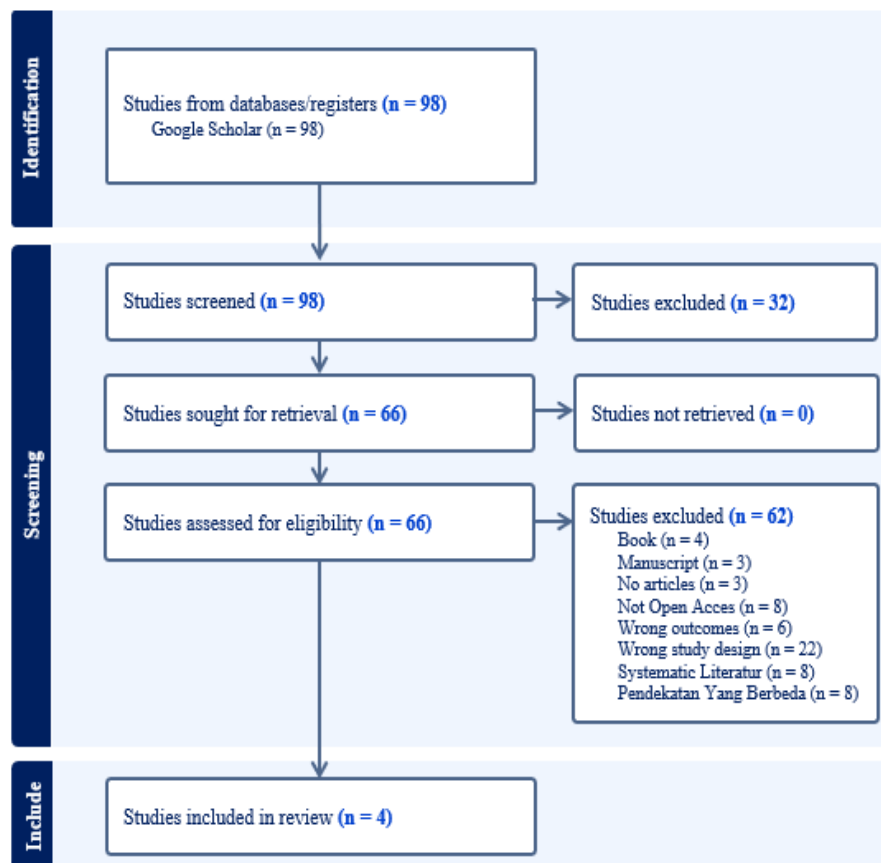 Identification
Studies from databases/registers (n = 98)
Google Scholar (n = 98)
Screening
Studies screened (n = 98)
Studies excluded (n = 32)
Studies sought for retrieval (n = 66)
Studies not retrieved (n = 0)
Studies assessed for eligibility (n = 66)
Studies excluded (n = 62)
Book (n = 4)
Manuscript (n = 3)
No articles (n = 3)
Not Open Acces (n = 8)
Wrong outcomes (n = 6)
Wrong study design (n = 22)
Systematic Literatur (n = 8)
Pendekatan Yang Berbeda (n = 8)
Include
Studies included in review (n = 4)